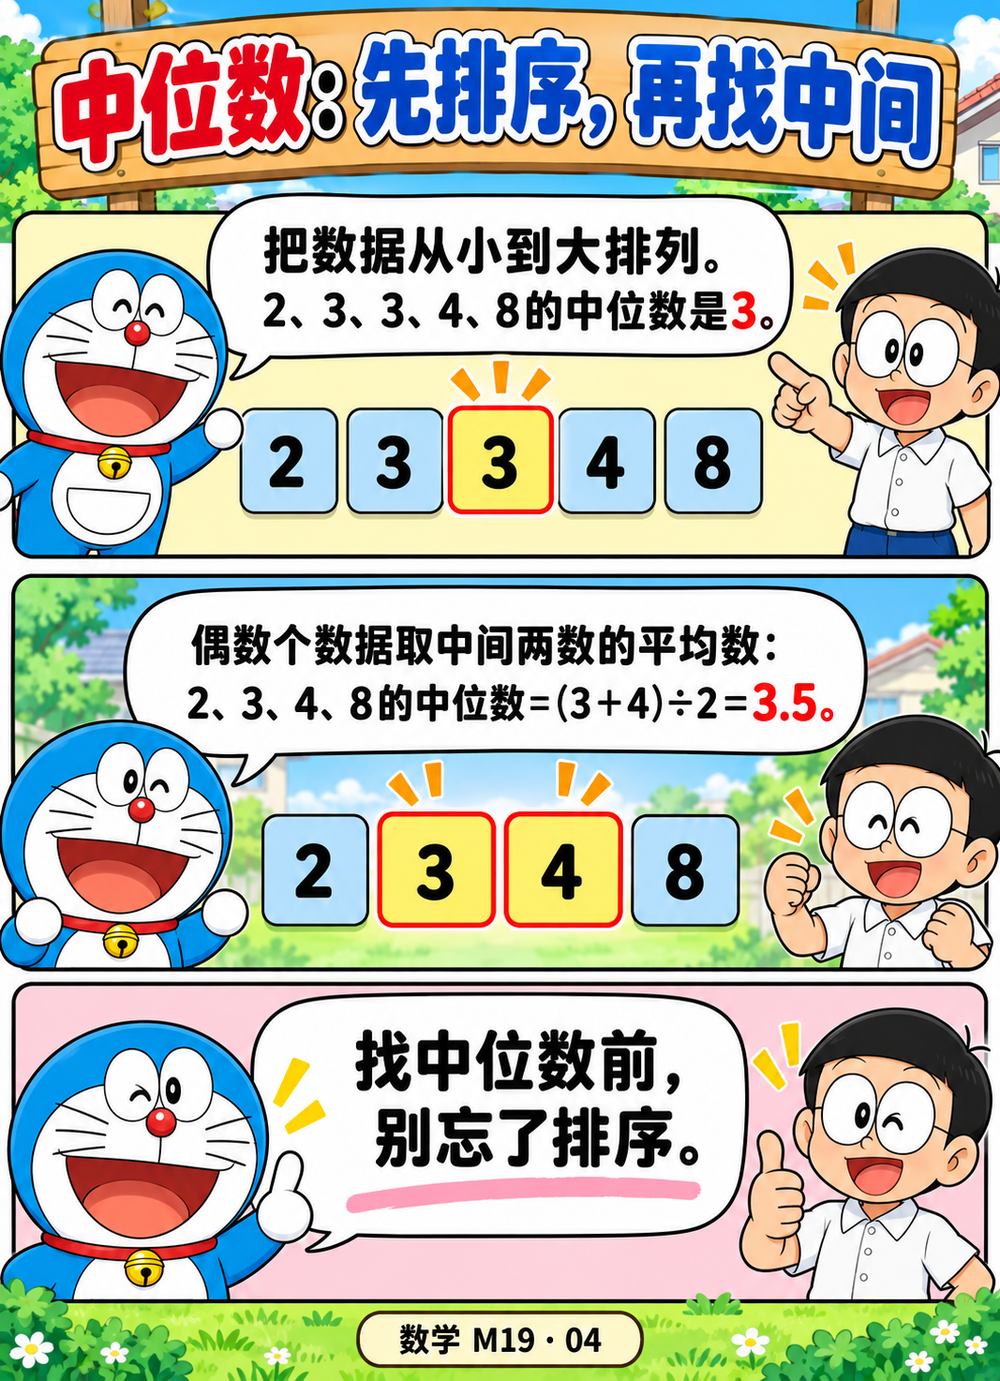 中位数：先排序，再找中间
把数据从小到大排列。
2、3、3、4、8的中位数是3。
2 3 3 4 8
偶数个数据取中间两数的平均数：
2、3、4、8的中位数=(3+4)÷2=3.5。
2 3 4 8
找中位数前，
别忘了排序。
数学 M19·04